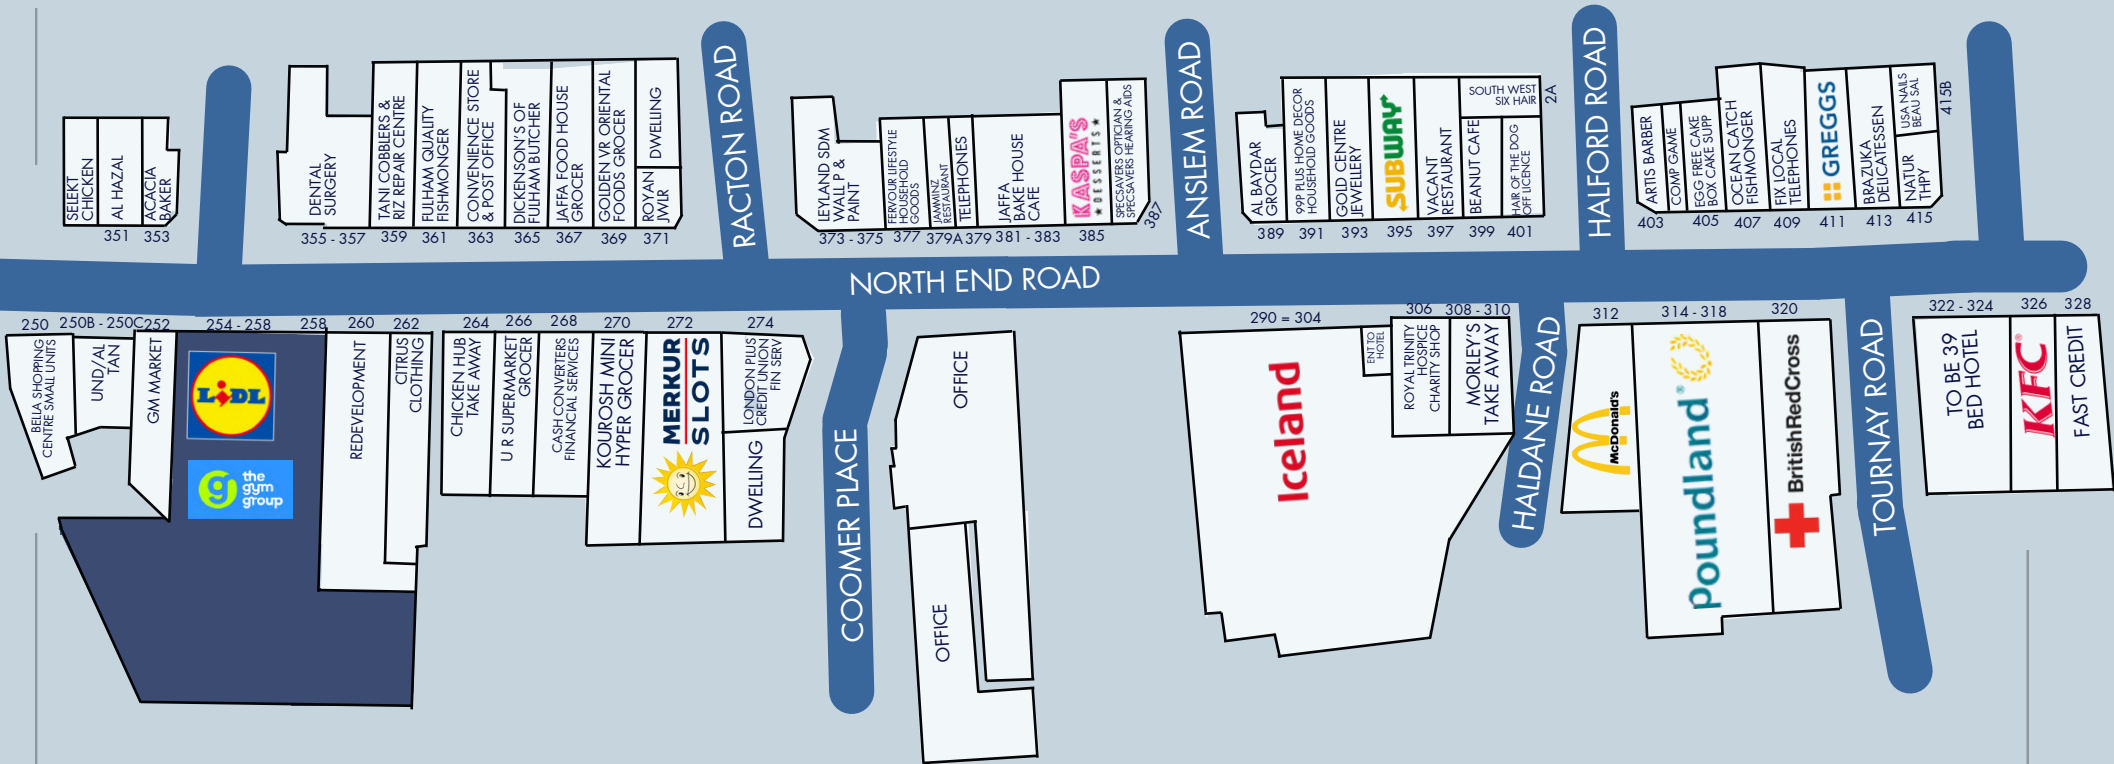 SELEKT
CHICKEN
AL HAZAL
ACACIA
BAKER
351
353
DENTAL
SURGERY
TANI COBBLERS &
RIZ REPAIR CENTRE
FULHAM QUALITY
FISHMONGER
CONVENIENCE STORE
& POST OFFICE
DICKENSON'S OF
FULHAM BUTCHER
JAFFA FOOD HOUSE
GROCER
GOLDEN VR ORIENTAL
FOODS GROCER
DWELLING
ROYAN
JWLR
355 - 357
359
361
363
365
367
369
371
RACTON ROAD
LEYLAND SDM
WALL P &
PAINT
FERVOUR LIFESTYLE
HOUSEHOLD
GOODS
JAMMINZ
RESTAURANT
TELEPHONES
JAFFA
BAKE HOUSE
CAFE
KASPA'S
★DESSERTS★
SPECSAVERS OPTICIAN &
SPECSAVERS HEARING AIDS
373 - 375
377
379A
379
381 - 383
385
387
ANSLEM ROAD
AL BAYDAR
GROCER
99P PLUS HOME DECOR
HOUSEHOLD GOODS
GOLD CENTRE
JEWELLERY
SUBWAY
VACANT
RESTAURANT
SOUTH WEST
SIX HAIR
2A
BEANUT CAFE
HAIR OF THE DOG
OFF LICENCE
389
391
393
395
397
399
401
HALFORD ROAD
ARTIS BARBER
COMP GAME
EGG FREE CAKE
BOX CAKE SUPP
OCEAN CATCH
FISHMONGER
FIX LOCAL
TELEPHONES
GREGGS
BRAZUKA
DELICATESSEN
USA NAILS
BEAU SAL
415B
NATUR
THPY
403
405
407
409
411
413
415
NORTH END ROAD
250
250B - 250C
252
254 - 258
258
260
262
264
266
268
270
272
274
BELLA SHOPPING
CENTRE SMALL UNITS
UND/AL
TAN
GM MARKET
LIDL
the
gym
group
REDEVELOPMENT
CITRUS
CLOTHING
CHICKEN HUB
TAKE AWAY
U R SUPERMARKET
GROCER
CASH CONVERTERS
FINANCIAL SERVICES
KOUROSH MINI
HYPER GROCER
MERKUR
SLOTS
LONDON PLUS
CREDIT UNION
FIN SERV
DWELLING
COOMER PLACE
OFFICE
OFFICE
290 = 304
306
308 - 310
Iceland
ENT TO
HOTEL
ROYAL TRINITY
HOSPICE
CHARITY SHOP
MORLEY'S
TAKE AWAY
HALDANE ROAD
312
314 - 318
320
McDonald's
poundland®
BritishRedCross
TOURNAY ROAD
322 - 324
326
328
TO BE 39
BED HOTEL
KFC
FAST CREDIT